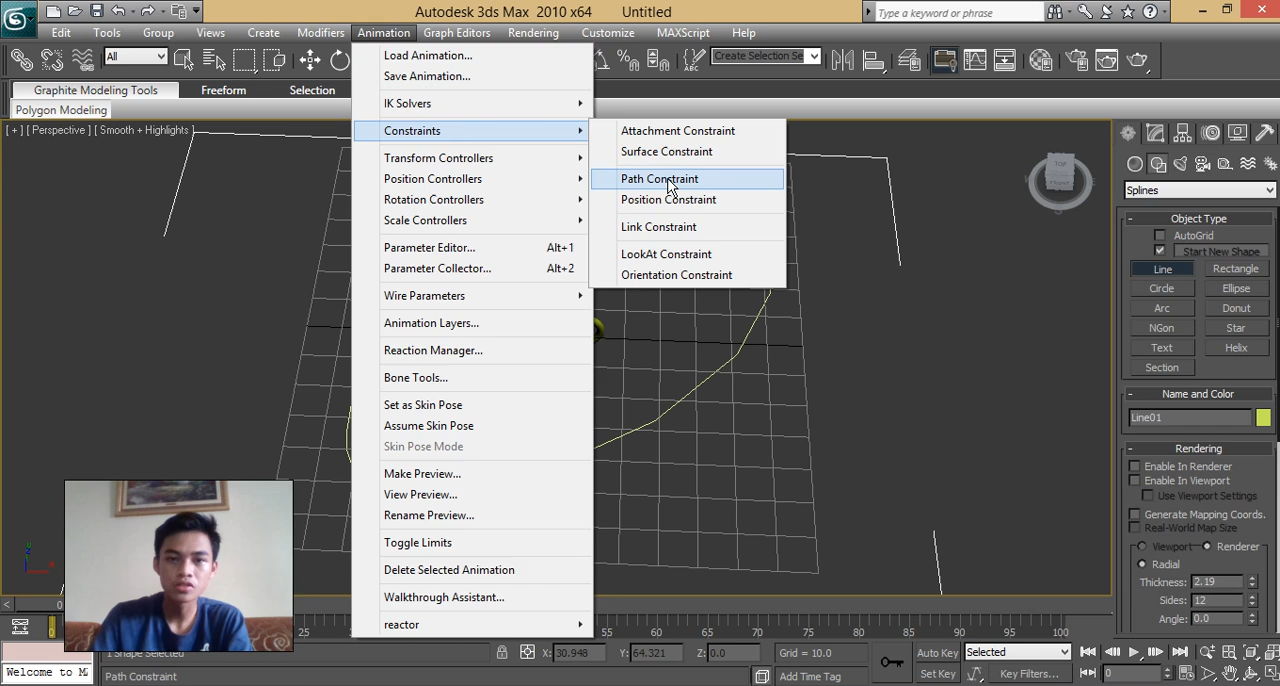 Autodesk 3ds Max 2010 x64 Untitled
Type a keyword or phrase
Edit Tools Group Views Create Modifiers Animation Graph Editors Rendering Customize MAXScript Help
All
Create Selection Se
Graphite Modeling Tools Freeform Selection
Polygon Modeling
[ + ] [ Perspective ] [ Smooth + Highlights ]
Load Animation...
Save Animation...
IK Solvers
Constraints
Transform Controllers
Position Controllers
Rotation Controllers
Scale Controllers
Parameter Editor... Alt+1
Parameter Collector... Alt+2
Wire Parameters
Animation Layers...
Reaction Manager...
Bone Tools...
Set as Skin Pose
Assume Skin Pose
Skin Pose Mode
Make Preview...
View Preview...
Rename Preview...
Toggle Limits
Delete Selected Animation
Walkthrough Assistant...
reactor
Attachment Constraint
Surface Constraint
Path Constraint
Position Constraint
Link Constraint
LookAt Constraint
Orientation Constraint
TOP
FRONT
Splines
Object Type
AutoGrid
Start New Shape
Line Rectangle
Circle Ellipse
Arc Donut
NGon Star
Text Helix
Section
Name and Color
Line01
Rendering
Enable In Renderer
Enable In Viewport
Use Viewport Settings
Generate Mapping Coords.
Real-World Map Size
Viewport Renderer
Radial
Thickness: 2.19
Sides: 12
Angle: 0.0
z
0
25 55 60 65 70 75 80 85 90 95 100
1 Shape Selected X: 30.948 Y: 64.321 Z: 0.0 Grid = 10.0 Auto Key Selected
Welcome to M Path Constraint Add Time Tag Set Key Key Filters... 0